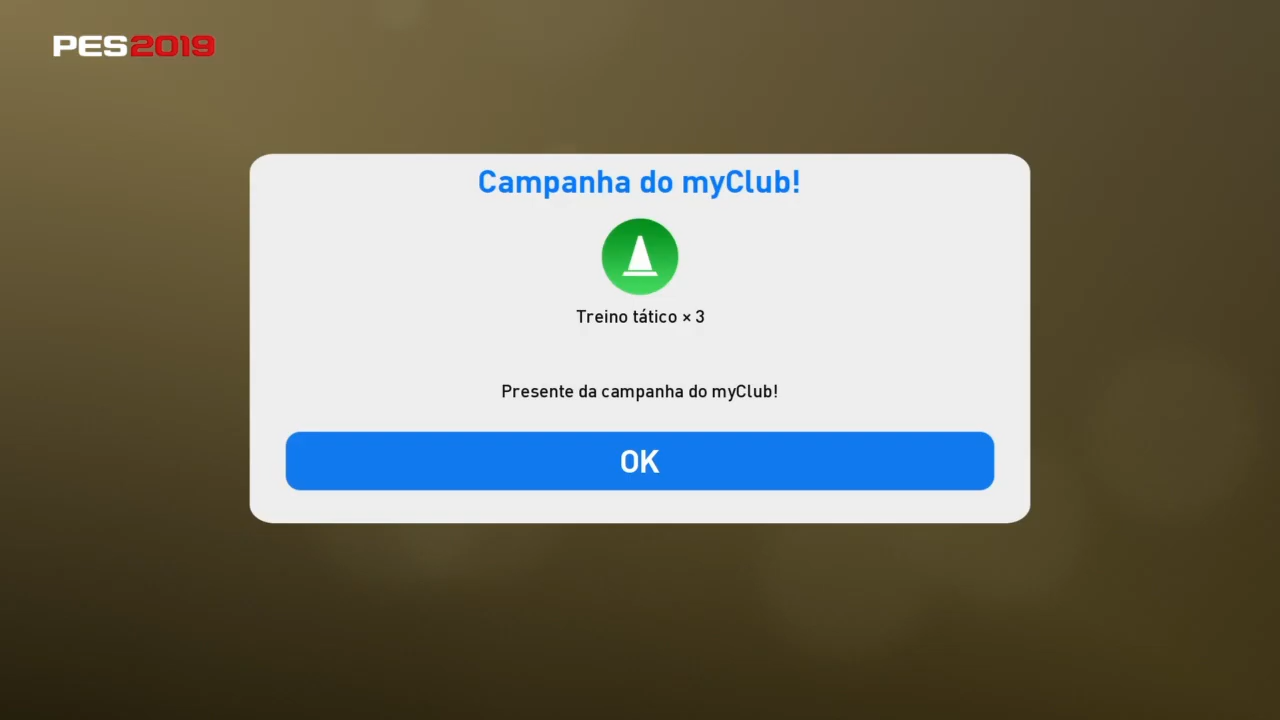 PES2019
Campanha do myClub!
Treino tático × 3
Presente da campanha do myClub!
OK